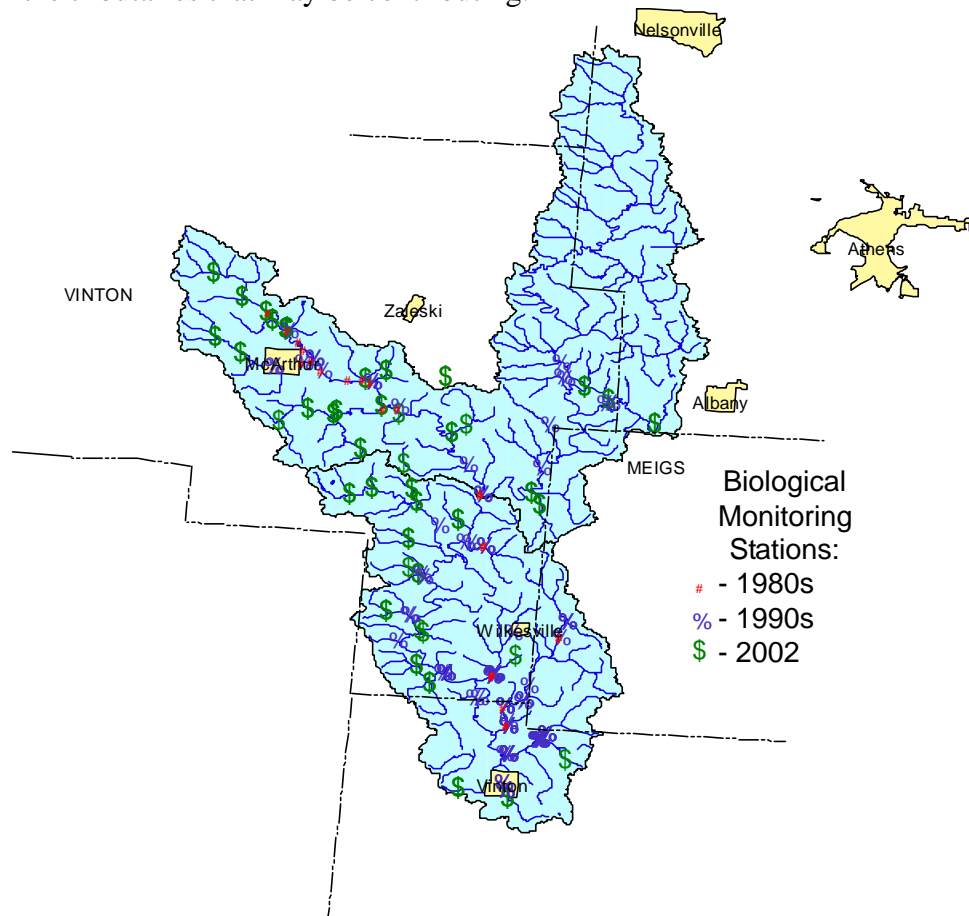 Nelsonville
Athens
VINTON
Zaleski
McArthur
Albany
MEIGS
Biological
Monitoring
Stations:
# - 1980s
% - 1990s
$ - 2002
Wilkesville
Vinton